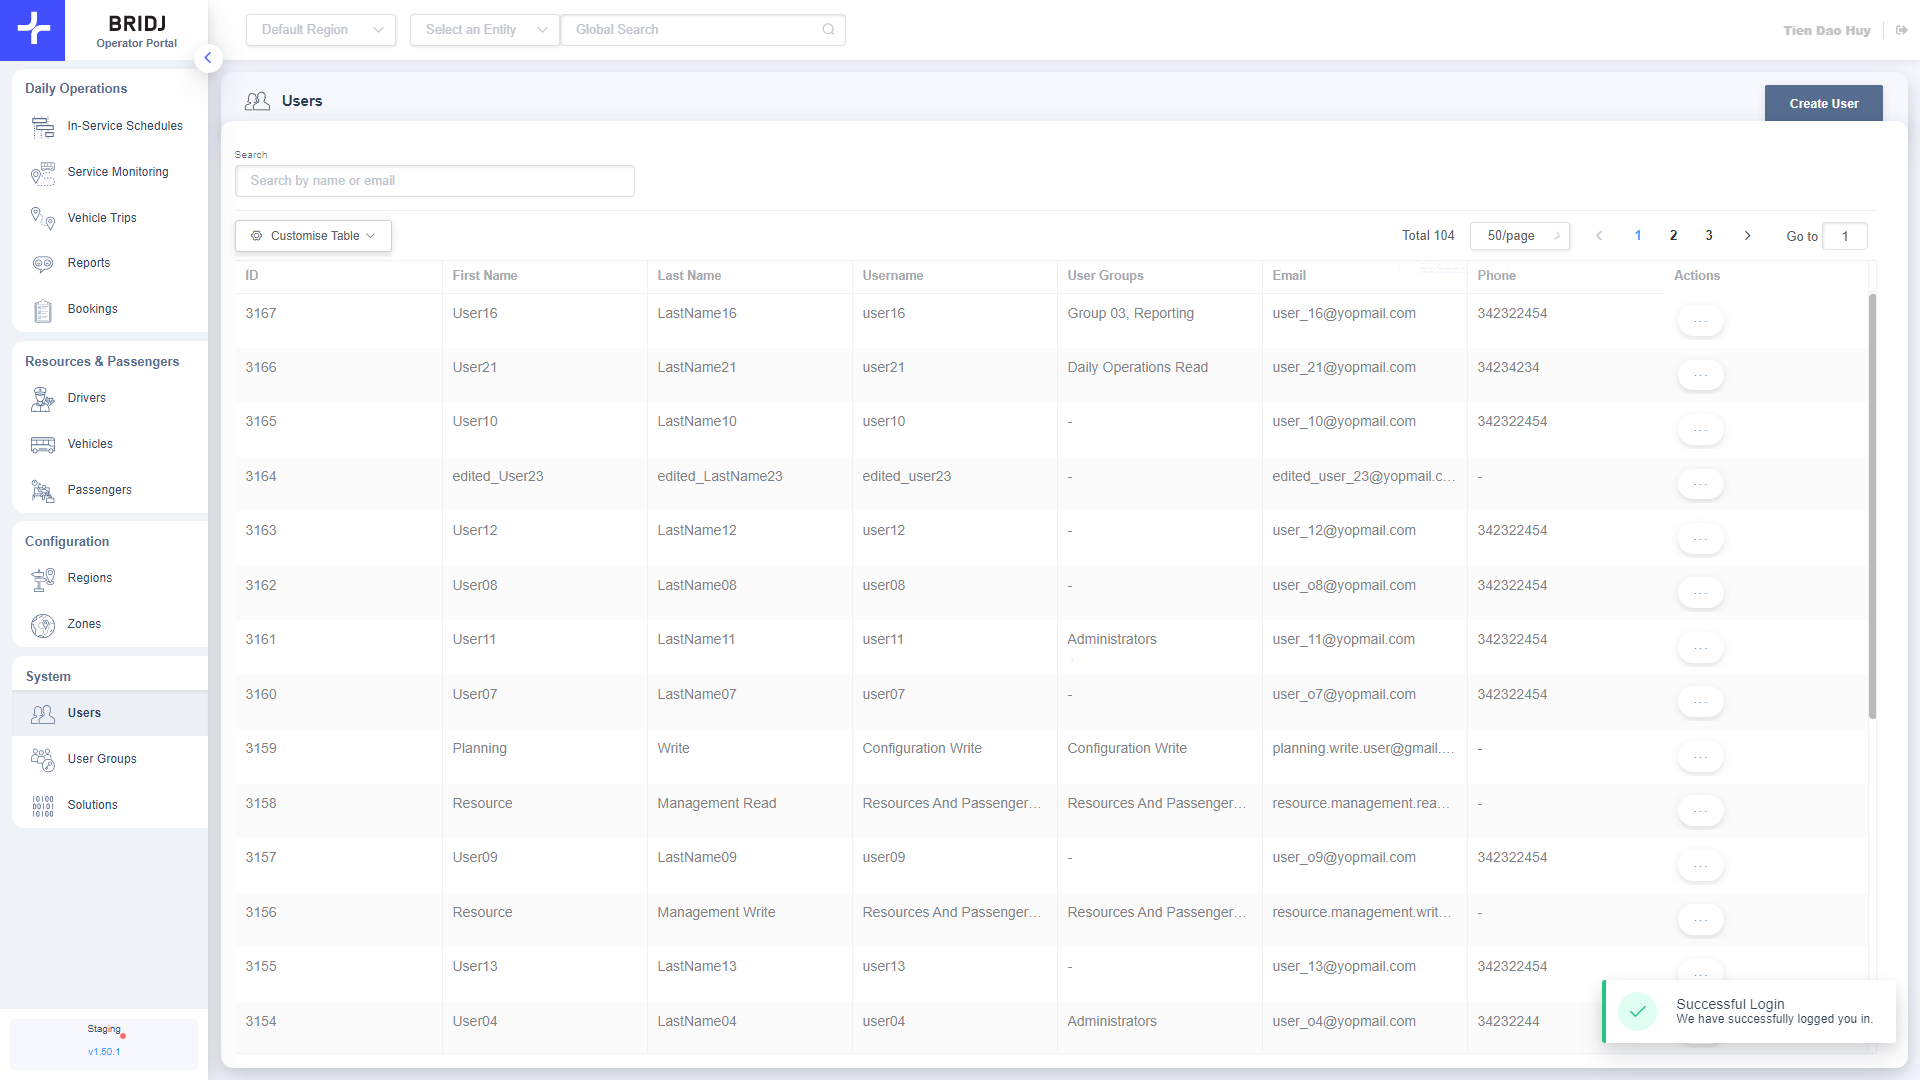 BRIDJ
Operator Portal
Default Region
Select an Entity
Global Search
Tien Dao Huy
Daily Operations
In-Service Schedules
Service Monitoring
Vehicle Trips
Reports
Bookings
Resources & Passengers
Drivers
Vehicles
Passengers
Configuration
Regions
Zones
System
Users
User Groups
Solutions
Staging
v1.50.1
Users
Create User
Search
Search by name or email
Customise Table
Total 104
50/page
1 2 3
Go to 1
ID First Name Last Name Username User Groups Email Phone Actions
3167 User16 LastName16 user16 Group 03, Reporting user_16@yopmail.com 342322454 ...
3166 User21 LastName21 user21 Daily Operations Read user_21@yopmail.com 34234234 ...
3165 User10 LastName10 user10 - user_10@yopmail.com 342322454 ...
3164 edited_User23 edited_LastName23 edited_user23 - edited_user_23@yopmail.c... - ...
3163 User12 LastName12 user12 - user_12@yopmail.com 342322454 ...
3162 User08 LastName08 user08 - user_o8@yopmail.com 342322454 ...
3161 User11 LastName11 user11 Administrators user_11@yopmail.com 342322454 ...
3160 User07 LastName07 user07 - user_o7@yopmail.com 342322454 ...
3159 Planning Write Configuration Write Configuration Write planning.write.user@gmail.... - ...
3158 Resource Management Read Resources And Passenger... Resources And Passenger... resource.management.rea... - ...
3157 User09 LastName09 user09 - user_o9@yopmail.com 342322454 ...
3156 Resource Management Write Resources And Passenger... Resources And Passenger... resource.management.writ... - ...
3155 User13 LastName13 user13 - user_13@yopmail.com 342322454 ...
3154 User04 LastName04 user04 Administrators user_o4@yopmail.com 34232244
Successful Login
We have successfully logged you in.